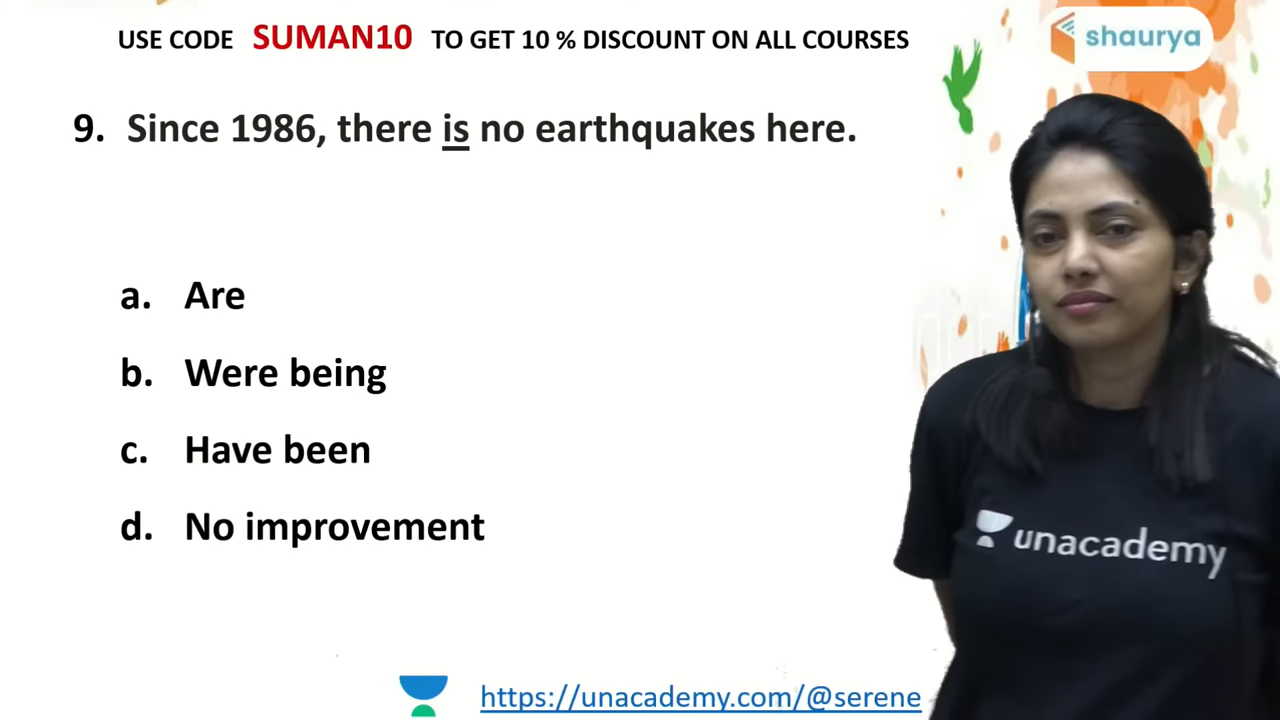 USE CODE SUMAN10 TO GET 10 % DISCOUNT ON ALL COURSES
shaurya
9. Since 1986, there is no earthquakes here.
a. Are
b. Were being
c. Have been
d. No improvement
unacademy
https://unacademy.com/@serene